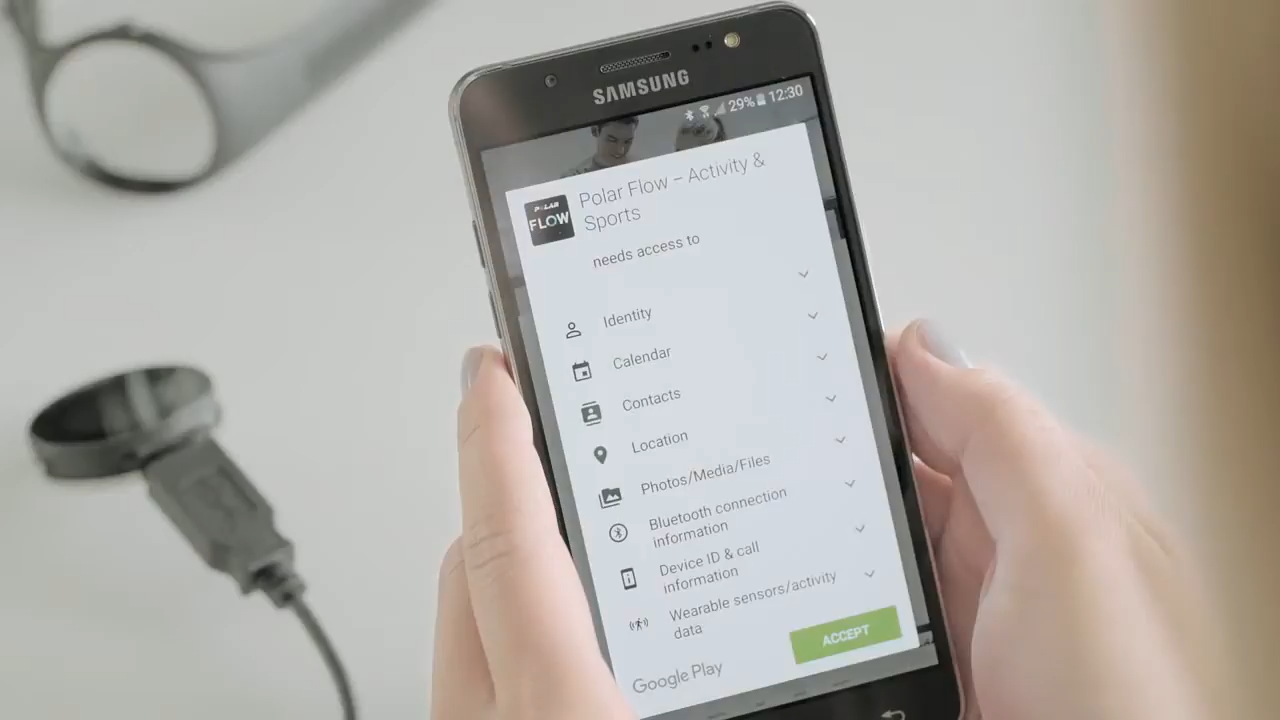 SAMSUNG
29% 12:30
POLAR
FLOW
Polar Flow – Activity &
Sports
needs access to
Identity
Calendar
Contacts
Location
Photos/Media/Files
Bluetooth connection
information
Device ID & call
information
Wearable sensors/activity
data
ACCEPT
Google Play